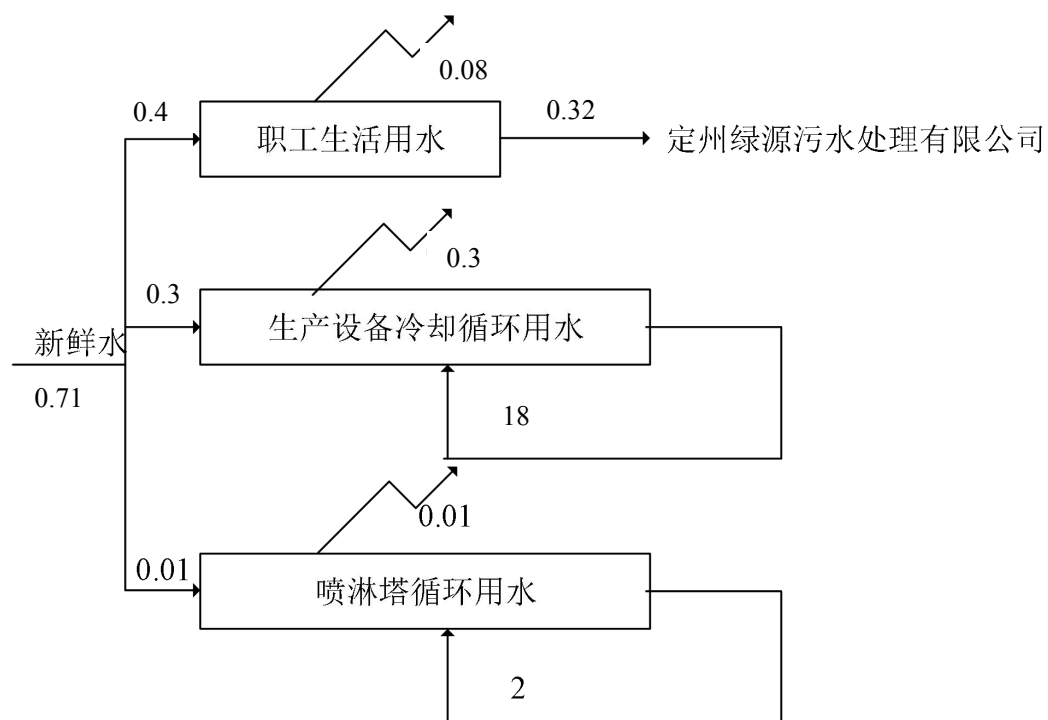 0.08
0.4
0.32
职工生活用水
定州绿源污水处理有限公司
0.3
0.3
生产设备冷却循环用水
新鲜水
0.71
18
0.01
0.01
喷淋塔循环用水
2